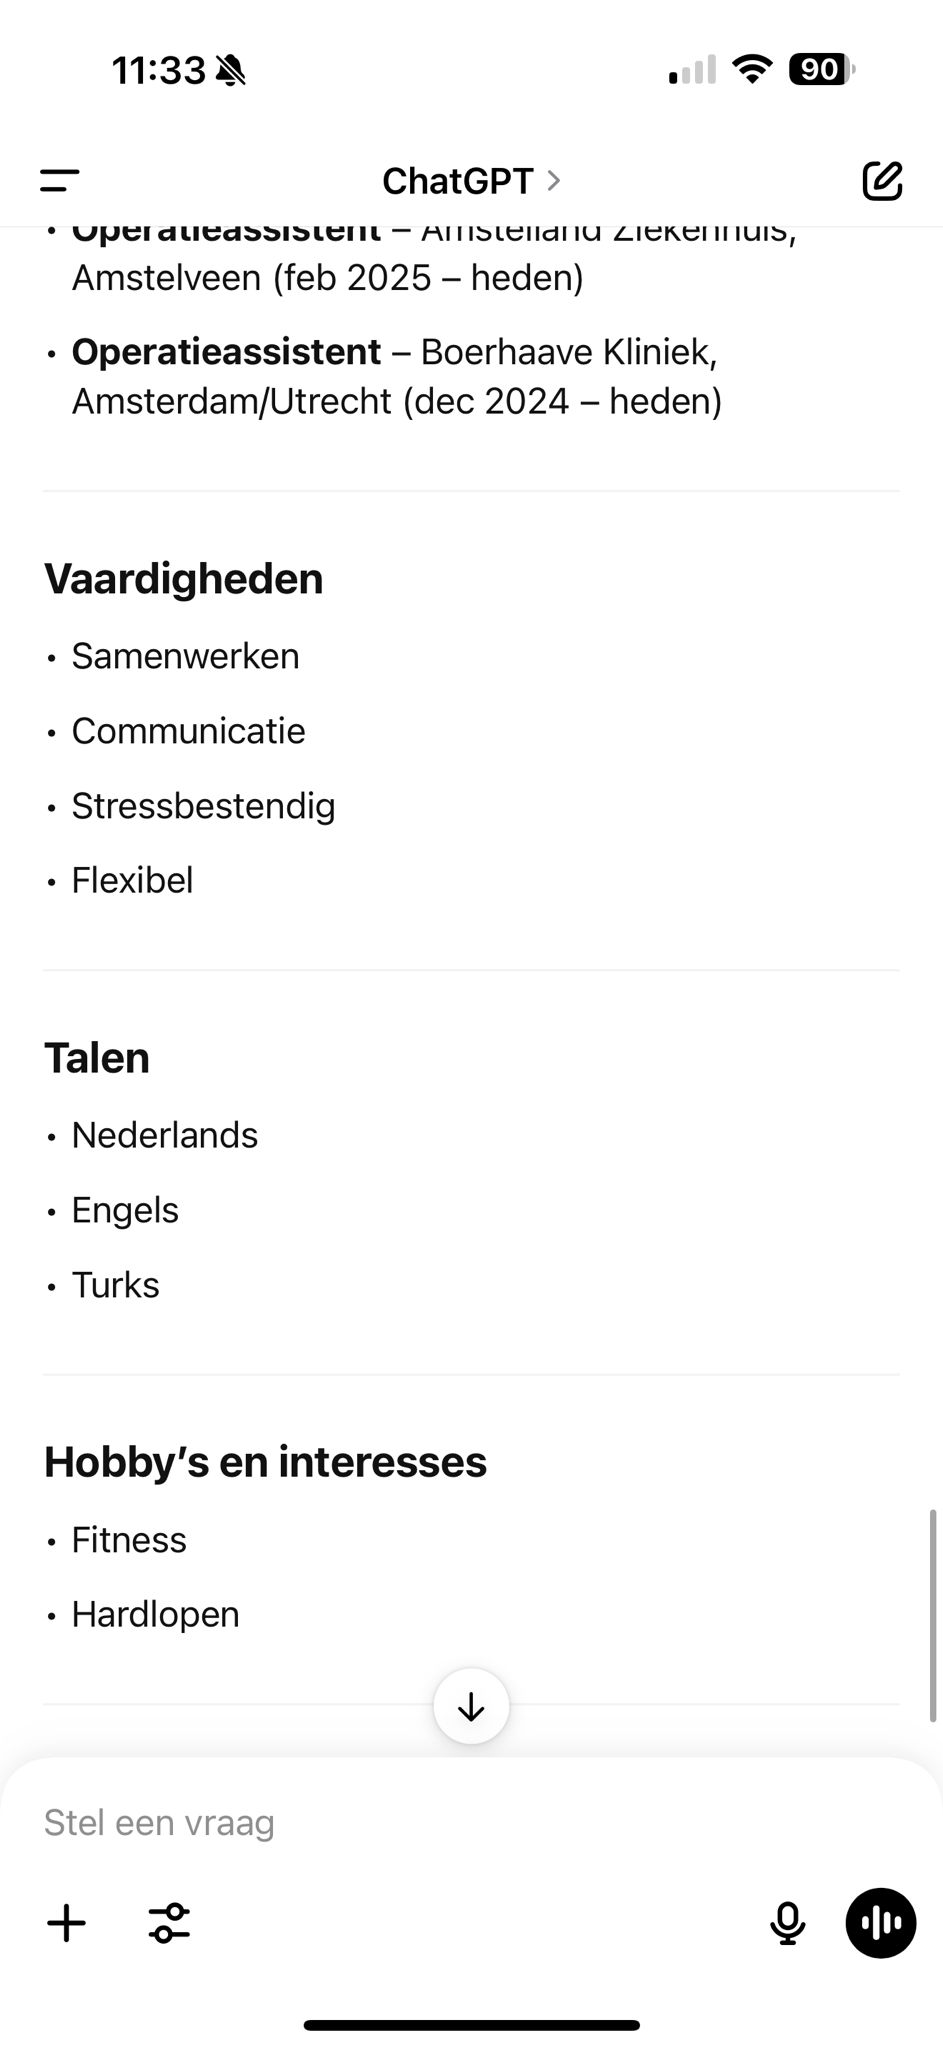 11:33
90
ChatGPT >
• Operatieassistent – Amstelland Ziekenhuis,
Amstelveen (feb 2025 – heden)
• Operatieassistent – Boerhaave Kliniek,
Amsterdam/Utrecht (dec 2024 – heden)
Vaardigheden
• Samenwerken
• Communicatie
• Stressbestendig
• Flexibel
Talen
• Nederlands
• Engels
• Turks
Hobby’s en interesses
• Fitness
• Hardlopen
Stel een vraag